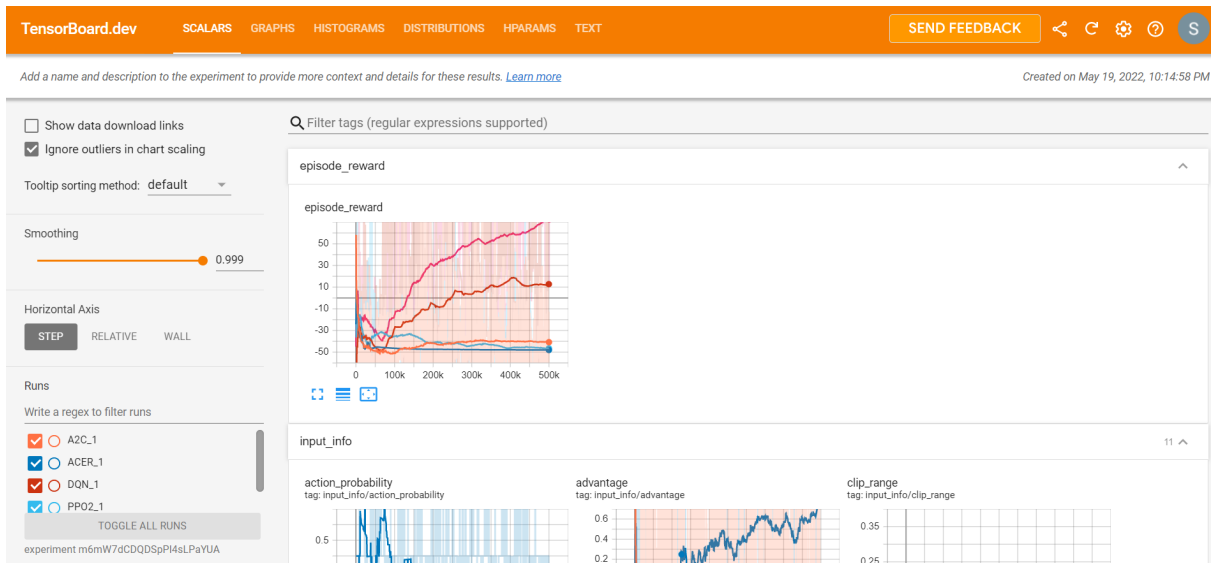 TensorBoard.dev SCALARS GRAPHS HISTOGRAMS DISTRIBUTIONS HPARAMS TEXT SEND FEEDBACK S
Add a name and description to the experiment to provide more context and details for these results. Learn more Created on May 19, 2022, 10:14:58 PM
Show data download links
Ignore outliers in chart scaling
Tooltip sorting method: default
Smoothing
0.999
Horizontal Axis
STEP RELATIVE WALL
Runs
Write a regex to filter runs
A2C_1
ACER_1
DQN_1
PPO2_1
TOGGLE ALL RUNS
experiment m6mW7dCDQDSpPl4sLPaYUA
Filter tags (regular expressions supported)
episode_reward
episode_reward
50
30
10
-10
-30
-50
0 100k 200k 300k 400k 500k
input_info 11
action_probability
tag: input_info/action_probability
0.5
advantage
tag: input_info/advantage
0.6
0.4
0.2
clip_range
tag: input_info/clip_range
0.35
0.25